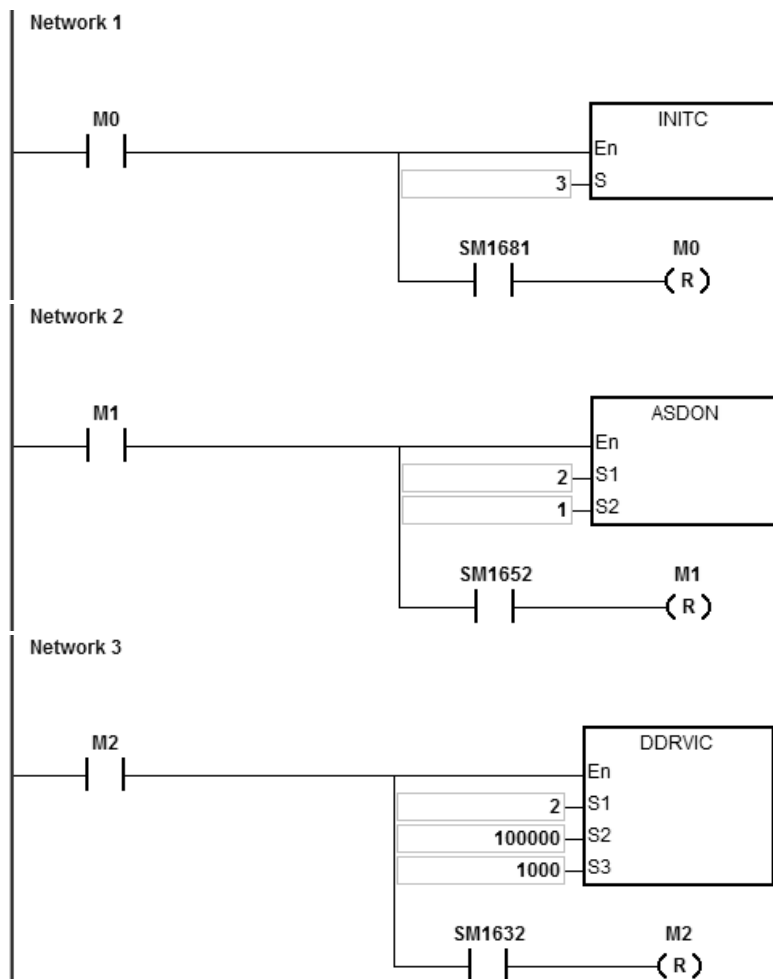 Network 1
M0
INITC
En
3 S
SM1681 M0
( R )
Network 2
M1
ASDON
En
2 S1
1 S2
SM1652 M1
( R )
Network 3
M2
DDRVIC
En
2 S1
100000 S2
1000 S3
SM1632 M2
( R )